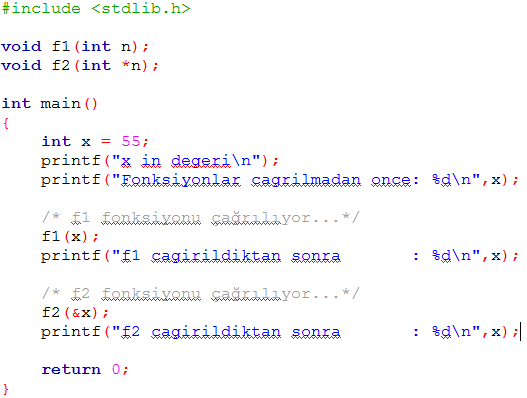 #include <stdlib.h>
void f1(int n);
void f2(int *n);
int main()
{
    int x = 55;
    printf("x in degeri\n");
    printf("Fonksiyonlar cagrilmadan once: %d\n",x);
    /* f1 fonksiyonu çağrılıyor...*/
    f1(x);
    printf("f1 cagirildiktan sonra       : %d\n",x);
    /* f2 fonksiyonu çağrılıyor...*/
    f2(&x);
    printf("f2 cagirildiktan sonra       : %d\n",x);
    return 0;
}